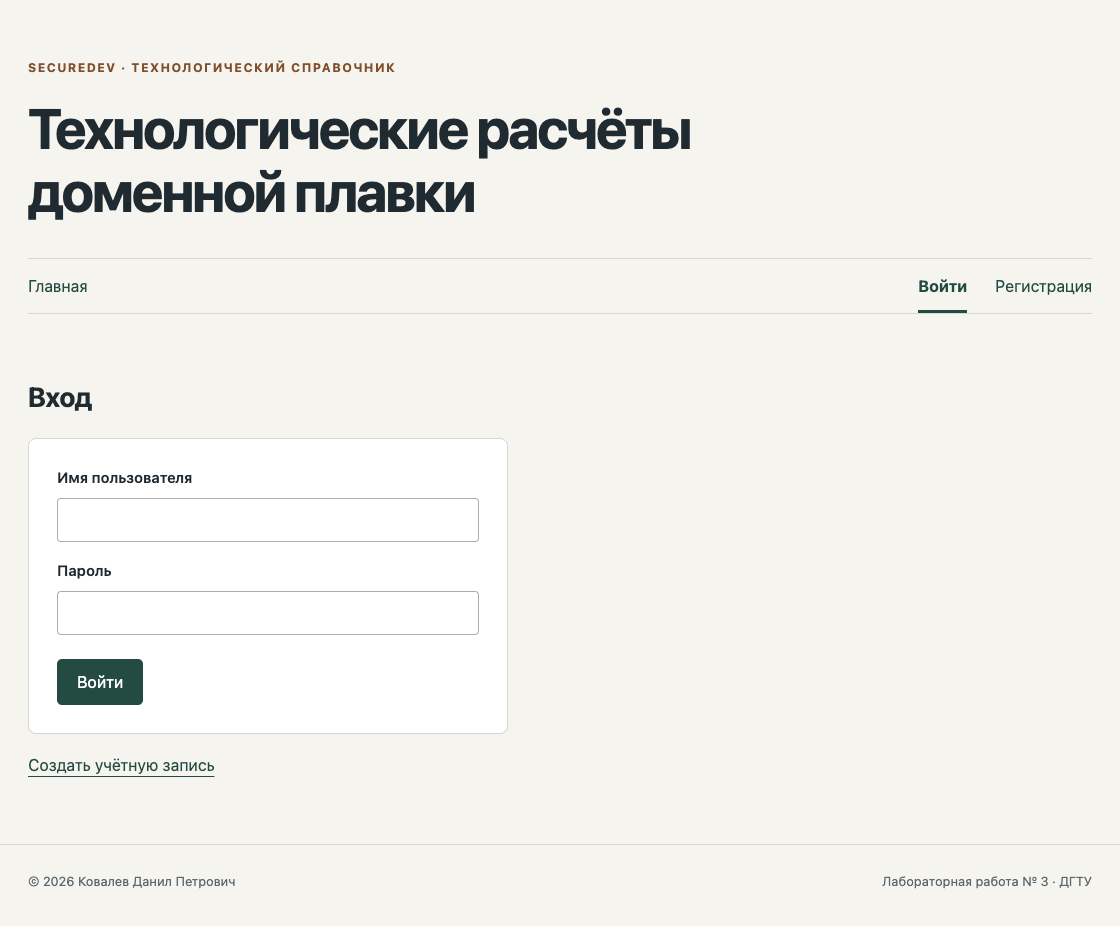 SECUREDEV · ТЕХНОЛОГИЧЕСКИЙ СПРАВОЧНИК
Технологические расчёты
доменной плавки
Главная
Войти
Регистрация
Вход
Имя пользователя
Пароль
Войти
Создать учётную запись
© 2026 Ковалев Данил Петрович
Лабораторная работа № 3 · ДГТУ